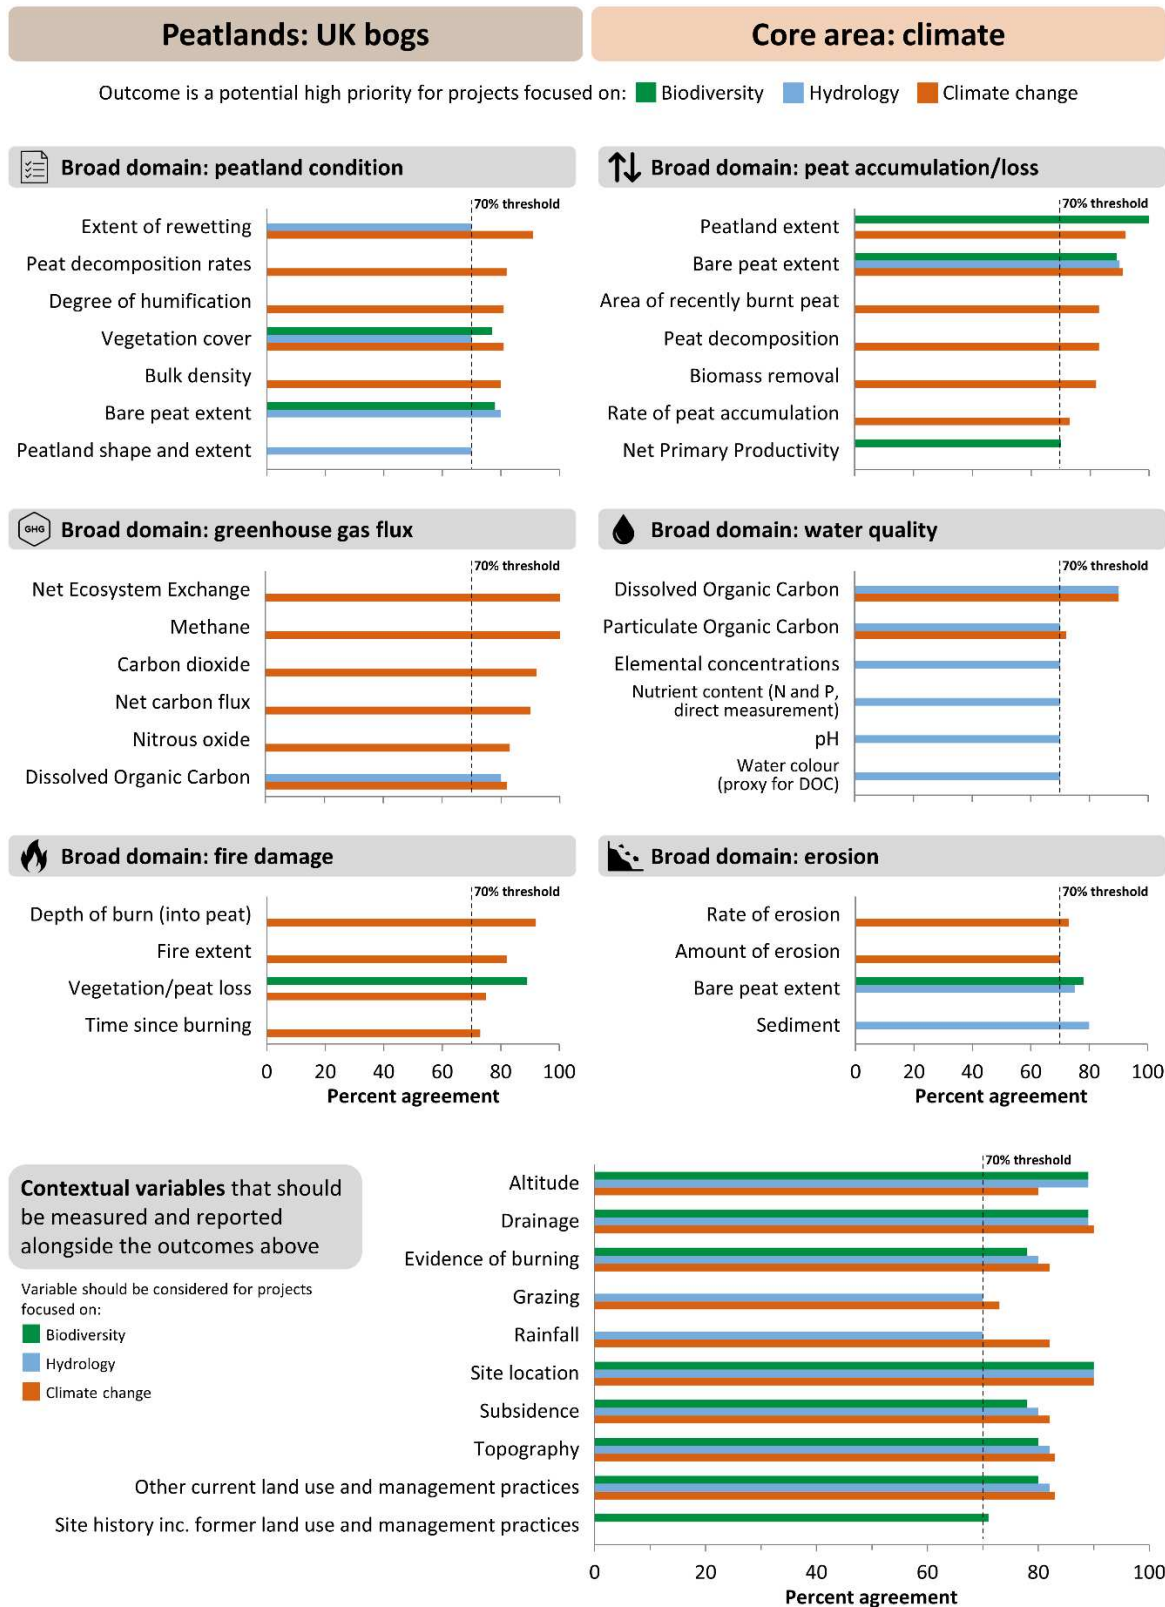 Peatlands: UK bogs
Core area: climate
Outcome is a potential high priority for projects focused on: Biodiversity Hydrology Climate change
Broad domain: peatland condition
70% threshold
Extent of rewetting
Peat decomposition rates
Degree of humification
Vegetation cover
Bulk density
Bare peat extent
Peatland shape and extent
Broad domain: peat accumulation/loss
70% threshold
Peatland extent
Bare peat extent
Area of recently burnt peat
Peat decomposition
Biomass removal
Rate of peat accumulation
Net Primary Productivity
GHG
Broad domain: greenhouse gas flux
70% threshold
Net Ecosystem Exchange
Methane
Carbon dioxide
Net carbon flux
Nitrous oxide
Dissolved Organic Carbon
Broad domain: water quality
70% threshold
Dissolved Organic Carbon
Particulate Organic Carbon
Elemental concentrations
Nutrient content (N and P,
direct measurement)
pH
Water colour
(proxy for DOC)
Broad domain: fire damage
70% threshold
Depth of burn (into peat)
Fire extent
Vegetation/peat loss
Time since burning
0 20 40 60 80 100
Percent agreement
Broad domain: erosion
70% threshold
Rate of erosion
Amount of erosion
Bare peat extent
Sediment
0 20 40 60 80 100
Percent agreement
Contextual variables that should
be measured and reported
alongside the outcomes above
Variable should be considered for projects
focused on:
Biodiversity
Hydrology
Climate change
70% threshold
Altitude
Drainage
Evidence of burning
Grazing
Rainfall
Site location
Subsidence
Topography
Other current land use and management practices
Site history inc. former land use and management practices
0 20 40 60 80 100
Percent agreement